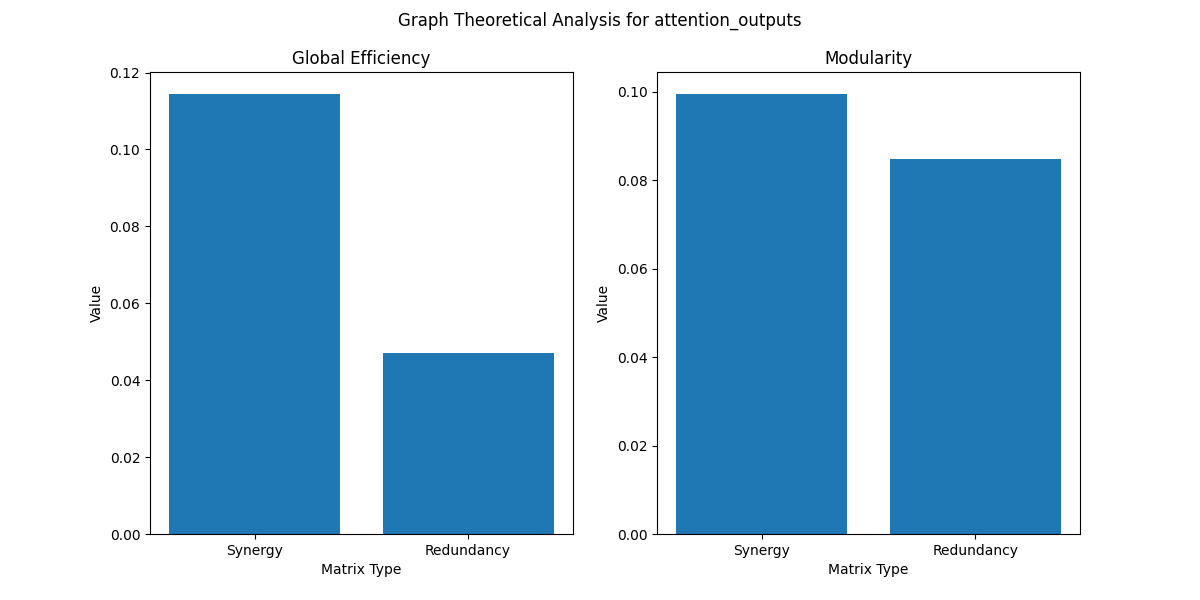 Graph Theoretical Analysis for attention_outputs
Global Efficiency
0.12
0.10
0.08
0.06
0.04
0.02
0.00
Value
Synergy
Redundancy
Matrix Type
Modularity
0.10
0.08
0.06
0.04
0.02
0.00
Value
Synergy
Redundancy
Matrix Type